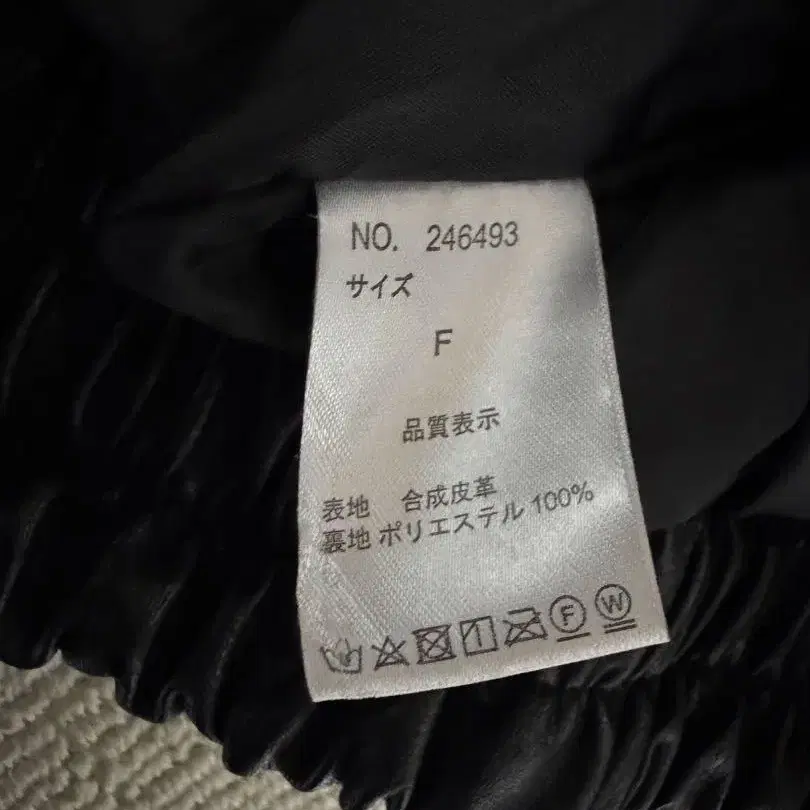 NO. 246493
サイズ
F
品質表示
表地 合成皮革
裏地 ポリエステル 100%
F W